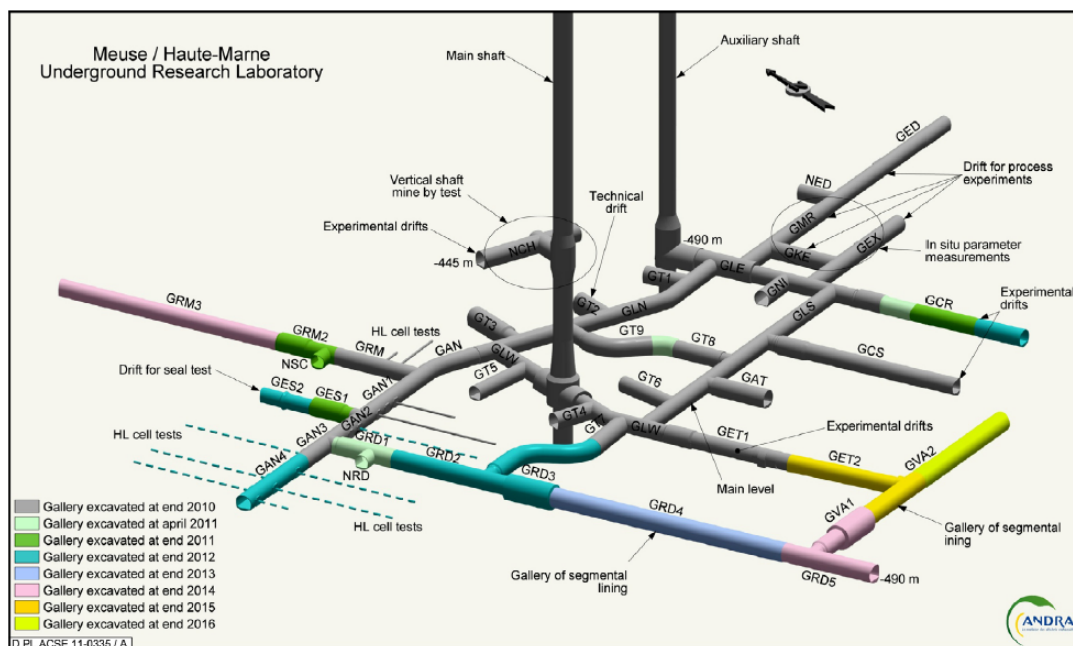 Meuse / Haute-Marne
Underground Research Laboratory
Main shaft
Auxiliary shaft
GED
NED
Drift for process
experiments
Vertical shaft
mine by test
Technical
drift
GMR
GEX
Experimental drifts
NCH
-490 m
GKE
In situ parameter
measurements
-445 m
GLE
GT1
GNI
GT2
GLN
GLS
GCR
Experimental
drifts
GRM3
GT3
GRM2
HL cell tests
GRM
GAN
GLW
GT9
GT8
GCS
NSC
GT5
GT6
GAT
Drift for seal test
GAN1
GES2
GES1
GAN2
GT4
GLW
GET1
Experimental drifts
GAN3
HL cell tests
GRD1
GET2
GVA2
GAN4
NRD
GRD2
GRD3
Main level
HL cell tests
GRD4
GVA1
Gallery of segmental
lining
Gallery of segmental
lining
GRD5
-490 m
Gallery excavated at end 2010
Gallery excavated at april 2011
Gallery excavated at end 2011
Gallery excavated at end 2012
Gallery excavated at end 2013
Gallery excavated at end 2014
Gallery excavated at end 2015
Gallery excavated at end 2016
D.PL.ACSE.11-0335 / A
ANDRA